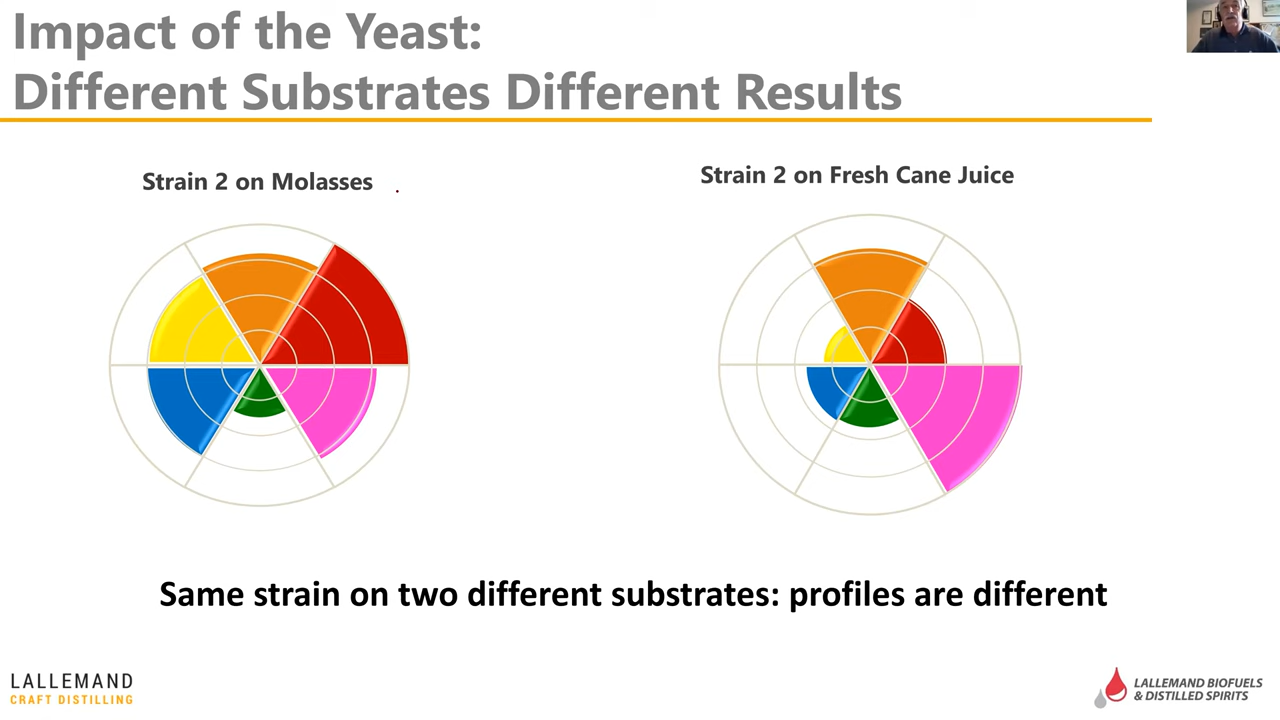 Impact of the Yeast:
Different Substrates Different Results
Strain 2 on Molasses
Strain 2 on Fresh Cane Juice
Same strain on two different substrates: profiles are different
LALLEMAND
CRAFT DISTILLING
LALLEMAND BIOFUELS
& DISTILLED SPIRITS